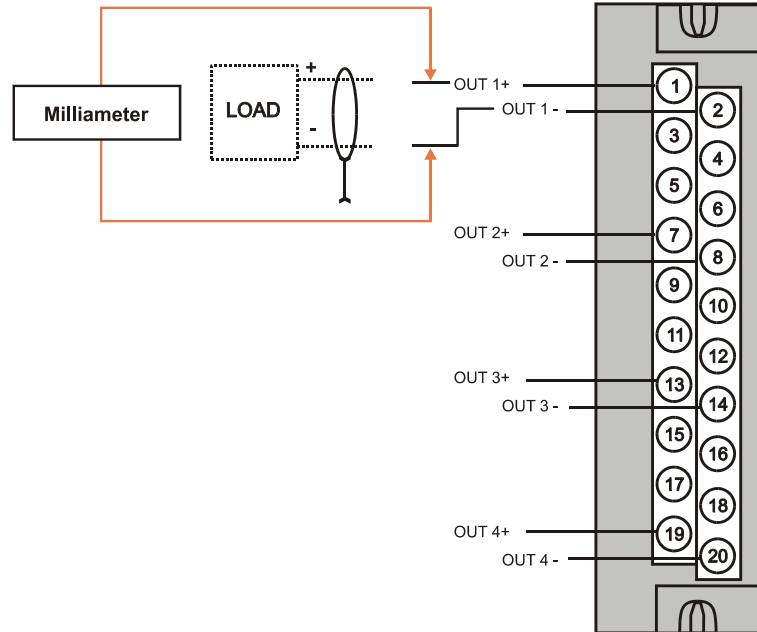 Milliameter
LOAD
+
-
OUT 1+
OUT 1 -
OUT 2+
OUT 2 -
OUT 3+
OUT 3 -
OUT 4+
OUT 4 -
1
2
3
4
5
6
7
8
9
10
11
12
13
14
15
16
17
18
19
20